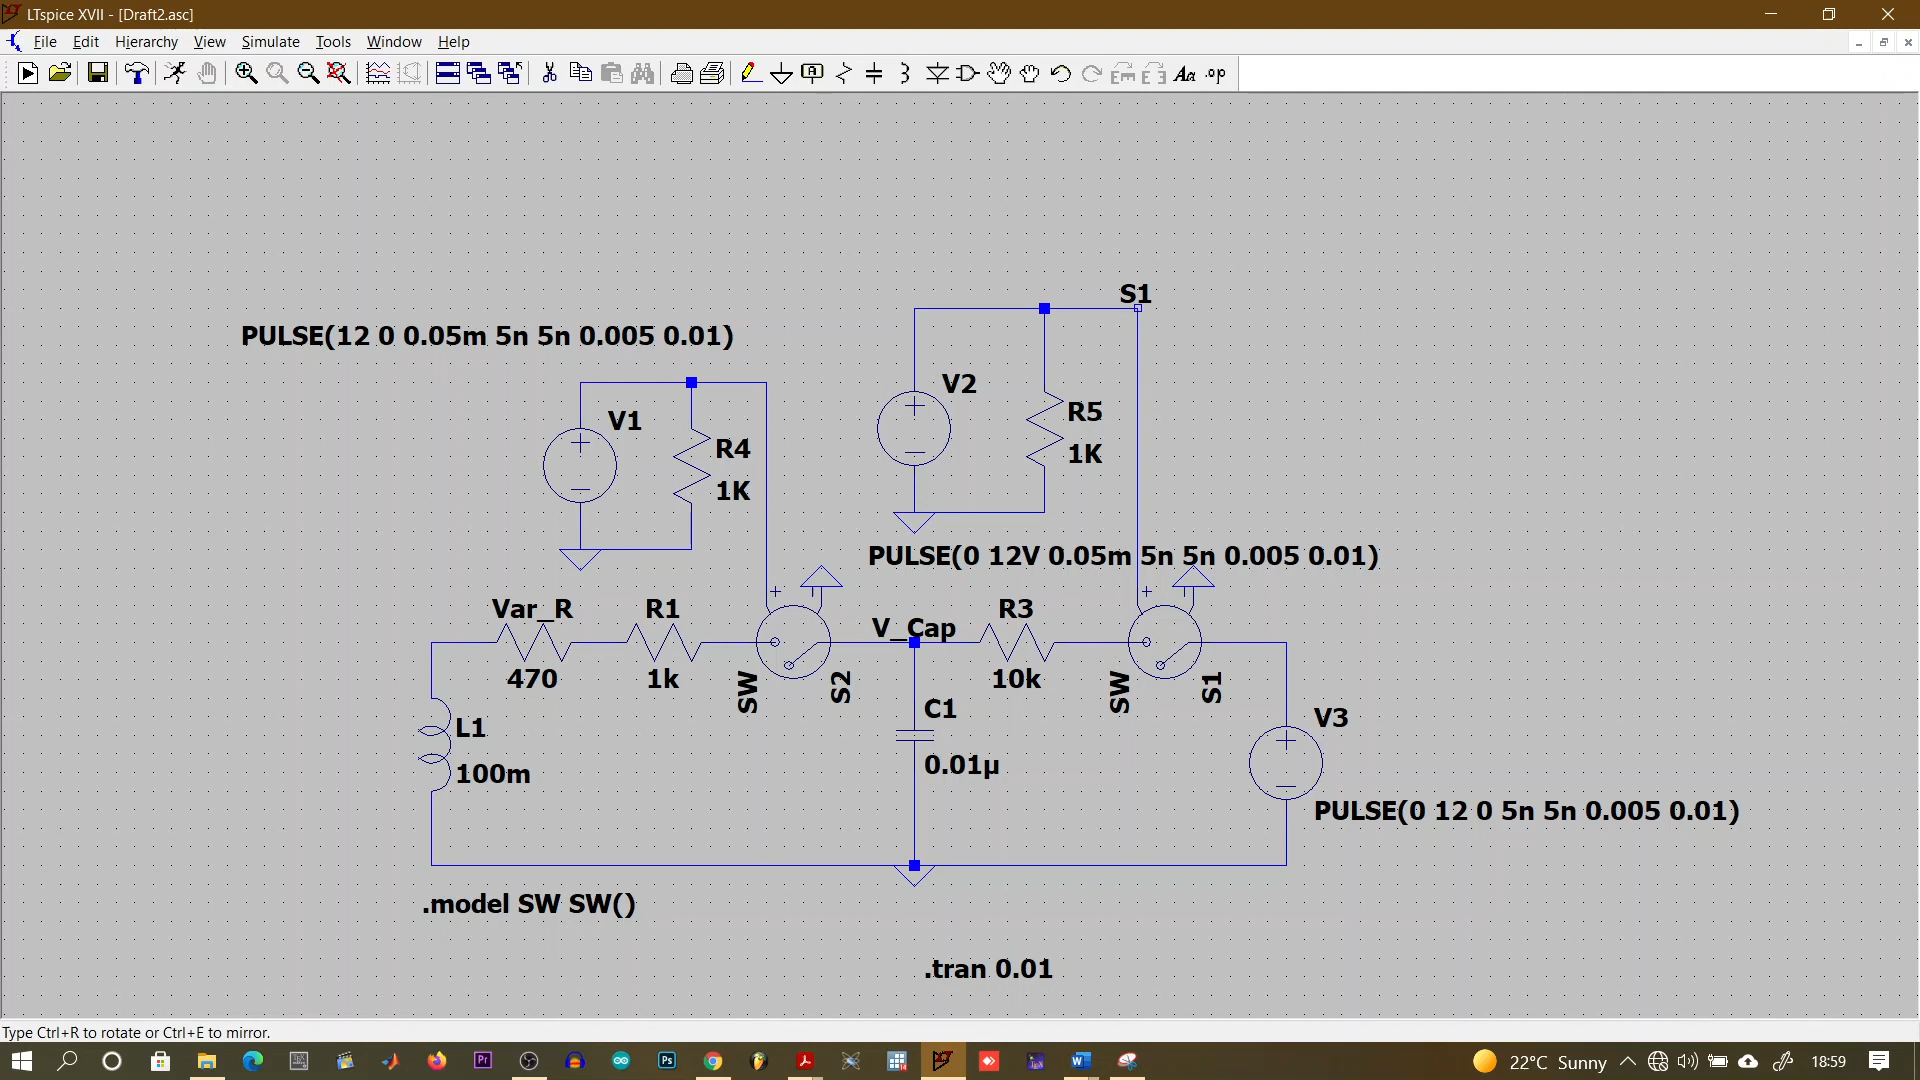 LTspice XVII - [Draft2.asc]
File Edit Hierarchy View Simulate Tools Window Help
Aa .op
S1
PULSE(12 0 0.05m 5n 5n 0.005 0.01)
V2
R5
1K
V1
R4
1K
PULSE(0 12V 0.05m 5n 5n 0.005 0.01)
Var_R
470
R1
1k
SW
S2
V_Cap
R3
10k
SW
S1
L1
100m
C1
0.01µ
V3
PULSE(0 12 0 5n 5n 0.005 0.01)
.model SW SW()
.tran 0.01
Type Ctrl+R to rotate or Ctrl+E to mirror.
22°C Sunny
18:59